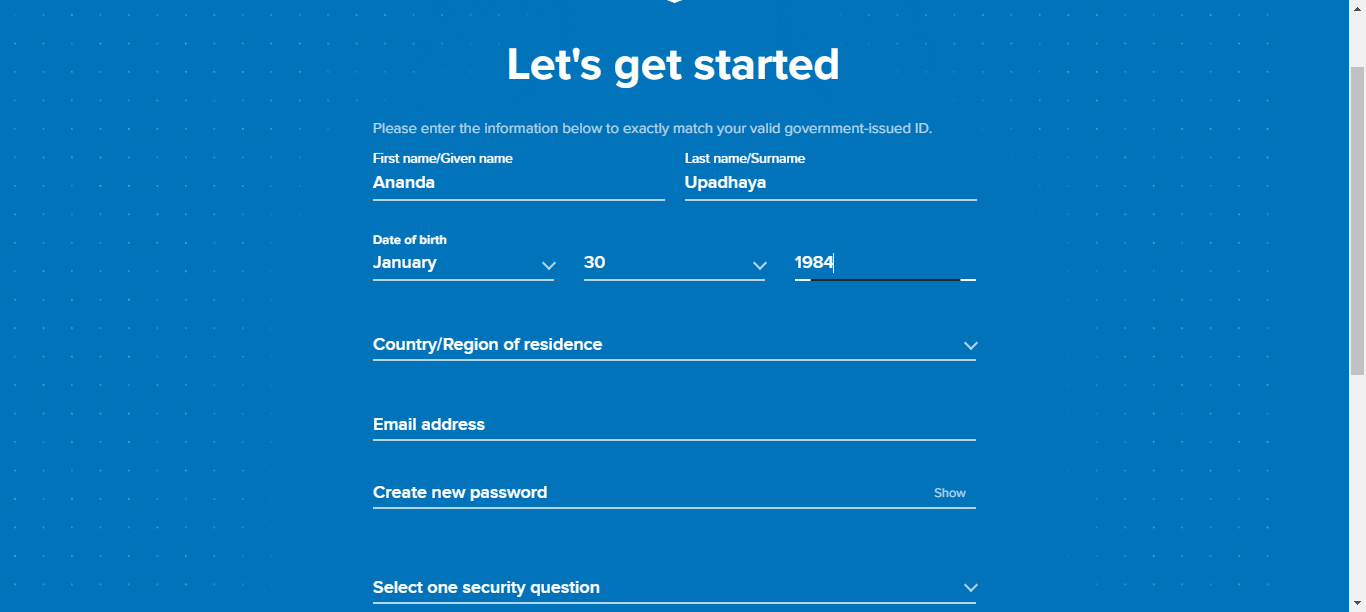 Let's get started
Please enter the information below to exactly match your valid government-issued ID.
First name/Given name Last name/Surname
Ananda Upadhaya
Date of birth
January 30 1984
Country/Region of residence
Email address
Create new password Show
Select one security question